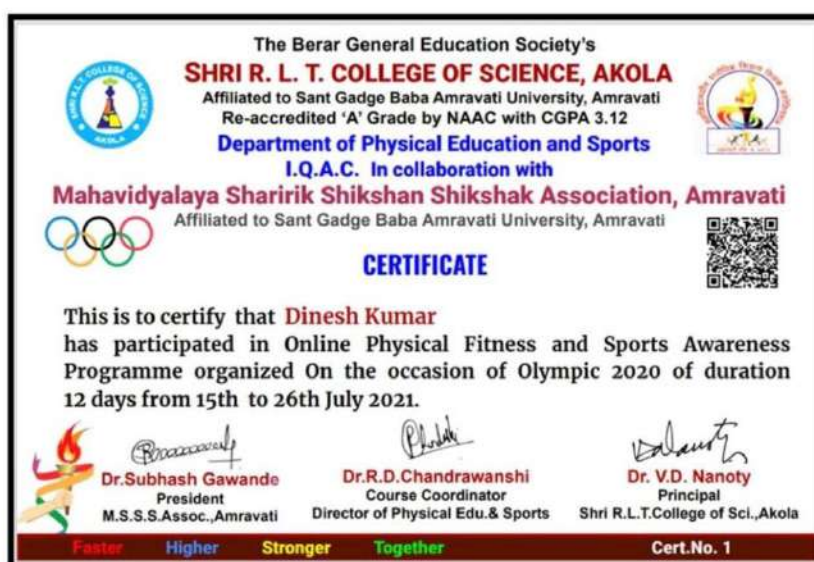 The Berar General Education Society's
SHRI R. L. T. COLLEGE OF SCIENCE, AKOLA
Affiliated to Sant Gadge Baba Amravati University, Amravati
Re-accredited 'A' Grade by NAAC with CGPA 3.12
Department of Physical Education and Sports
I.Q.A.C. In collaboration with
Mahavidyalaya Sharirik Shikshan Shikshak Association, Amravati
Affiliated to Sant Gadge Baba Amravati University, Amravati
SHRI R.L.T. COLLEGE OF SCIENCE
AKOLA
CERTIFICATE
This is to certify that Dinesh Kumar
has participated in Online Physical Fitness and Sports Awareness
Programme organized On the occasion of Olympic 2020 of duration
12 days from 15th to 26th July 2021.
Dr.Subhash Gawande
President
M.S.S.S.Assoc.,Amravati
Dr.R.D.Chandrawanshi
Course Coordinator
Director of Physical Edu.& Sports
Dr. V.D. Nanoty
Principal
Shri R.L.T.College of Sci.,Akola
Faster Higher Stronger Together Cert.No. 1